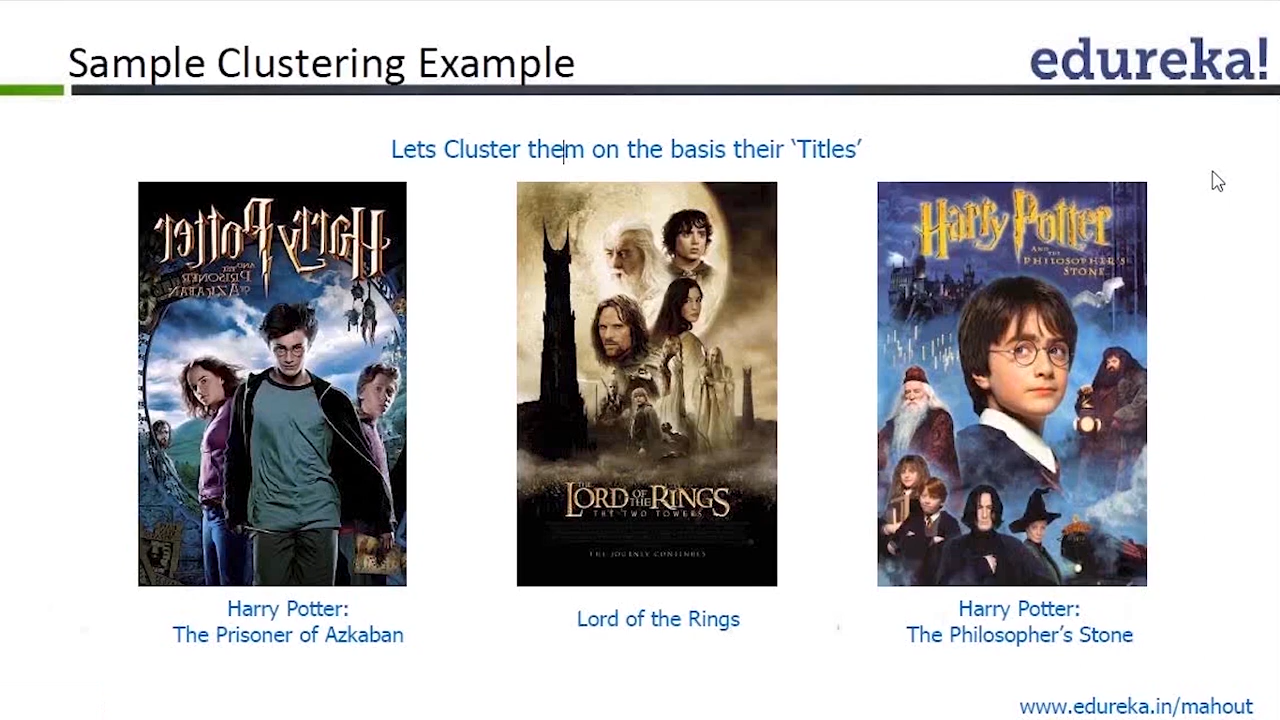 Sample Clustering Example
edureka!
Lets Cluster them on the basis their ‘Titles’
Harry Potter
AND THE
PRISONER
OF AZKABAN
THE
LORD OF THE RINGS
THE TWO TOWERS
THE JOURNEY CONTINUES
Harry Potter
AND THE
PHILOSOPHER'S
STONE
Harry Potter:
The Prisoner of Azkaban
Lord of the Rings
Harry Potter:
The Philosopher’s Stone
www.edureka.in/mahout